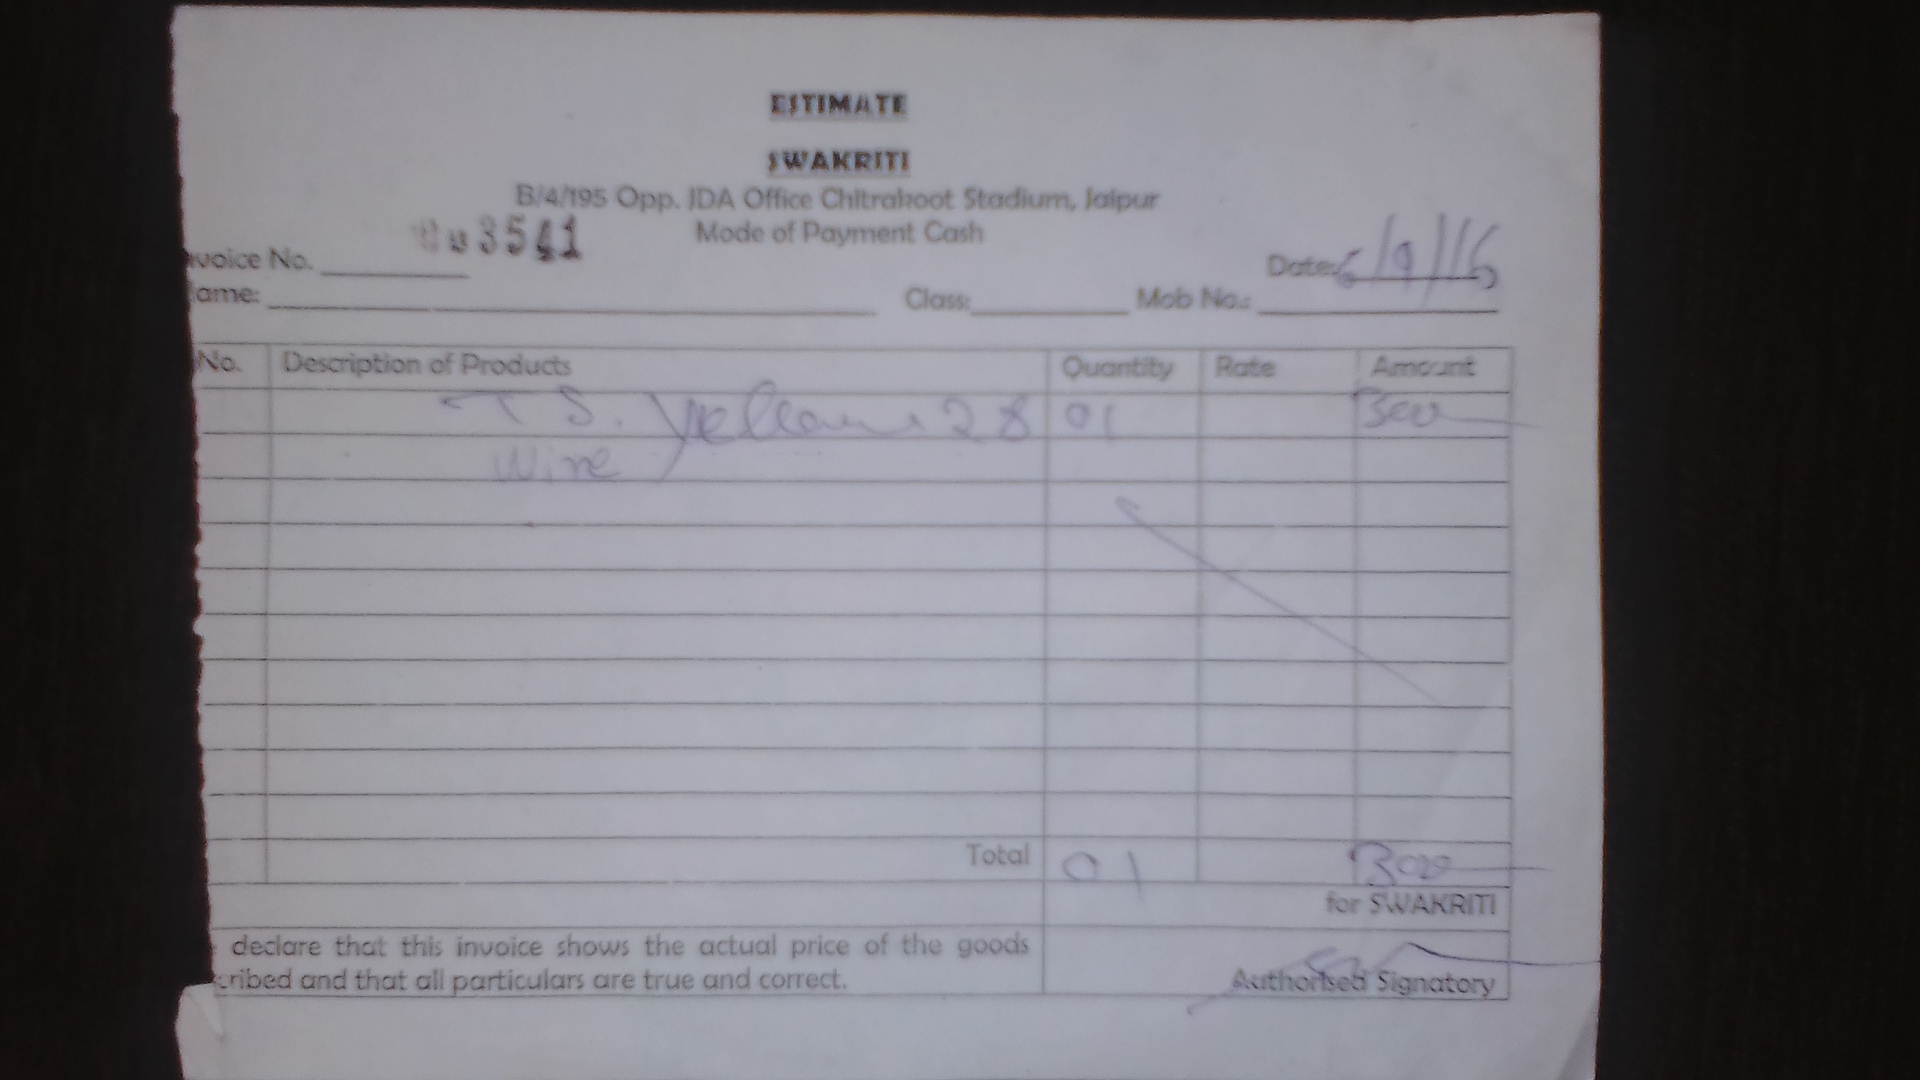 ESTIMATE
SWAKRITI
B/4/195 Opp. JDA Office Chitrakoot Stadium, Jaipur
Mode of Payment Cash
3541
voice No.
Date: 6/9/16
ame:
Class:
Mob No.:
No. Description of Products Quantity Rate Amount
T S. Yellow 28 01 300
Wire
Total 01 300
for SWAKRITI
declare that this invoice shows the actual price of the goods
cribed and that all particulars are true and correct.
Authorised Signatory